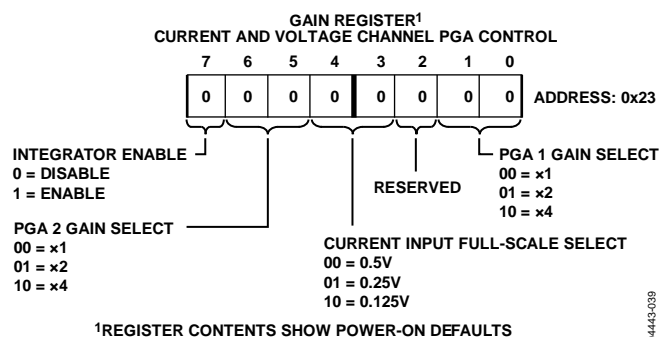 GAIN REGISTER1
CURRENT AND VOLTAGE CHANNEL PGA CONTROL
7 6 5 4 3 2 1 0
0 0 0 0 0 0 0 0 ADDRESS: 0x23
INTEGRATOR ENABLE
0 = DISABLE
1 = ENABLE
RESERVED
PGA 1 GAIN SELECT
00 = ×1
01 = ×2
10 = ×4
PGA 2 GAIN SELECT
00 = ×1
01 = ×2
10 = ×4
CURRENT INPUT FULL-SCALE SELECT
00 = 0.5V
01 = 0.25V
10 = 0.125V
1REGISTER CONTENTS SHOW POWER-ON DEFAULTS
04443-039